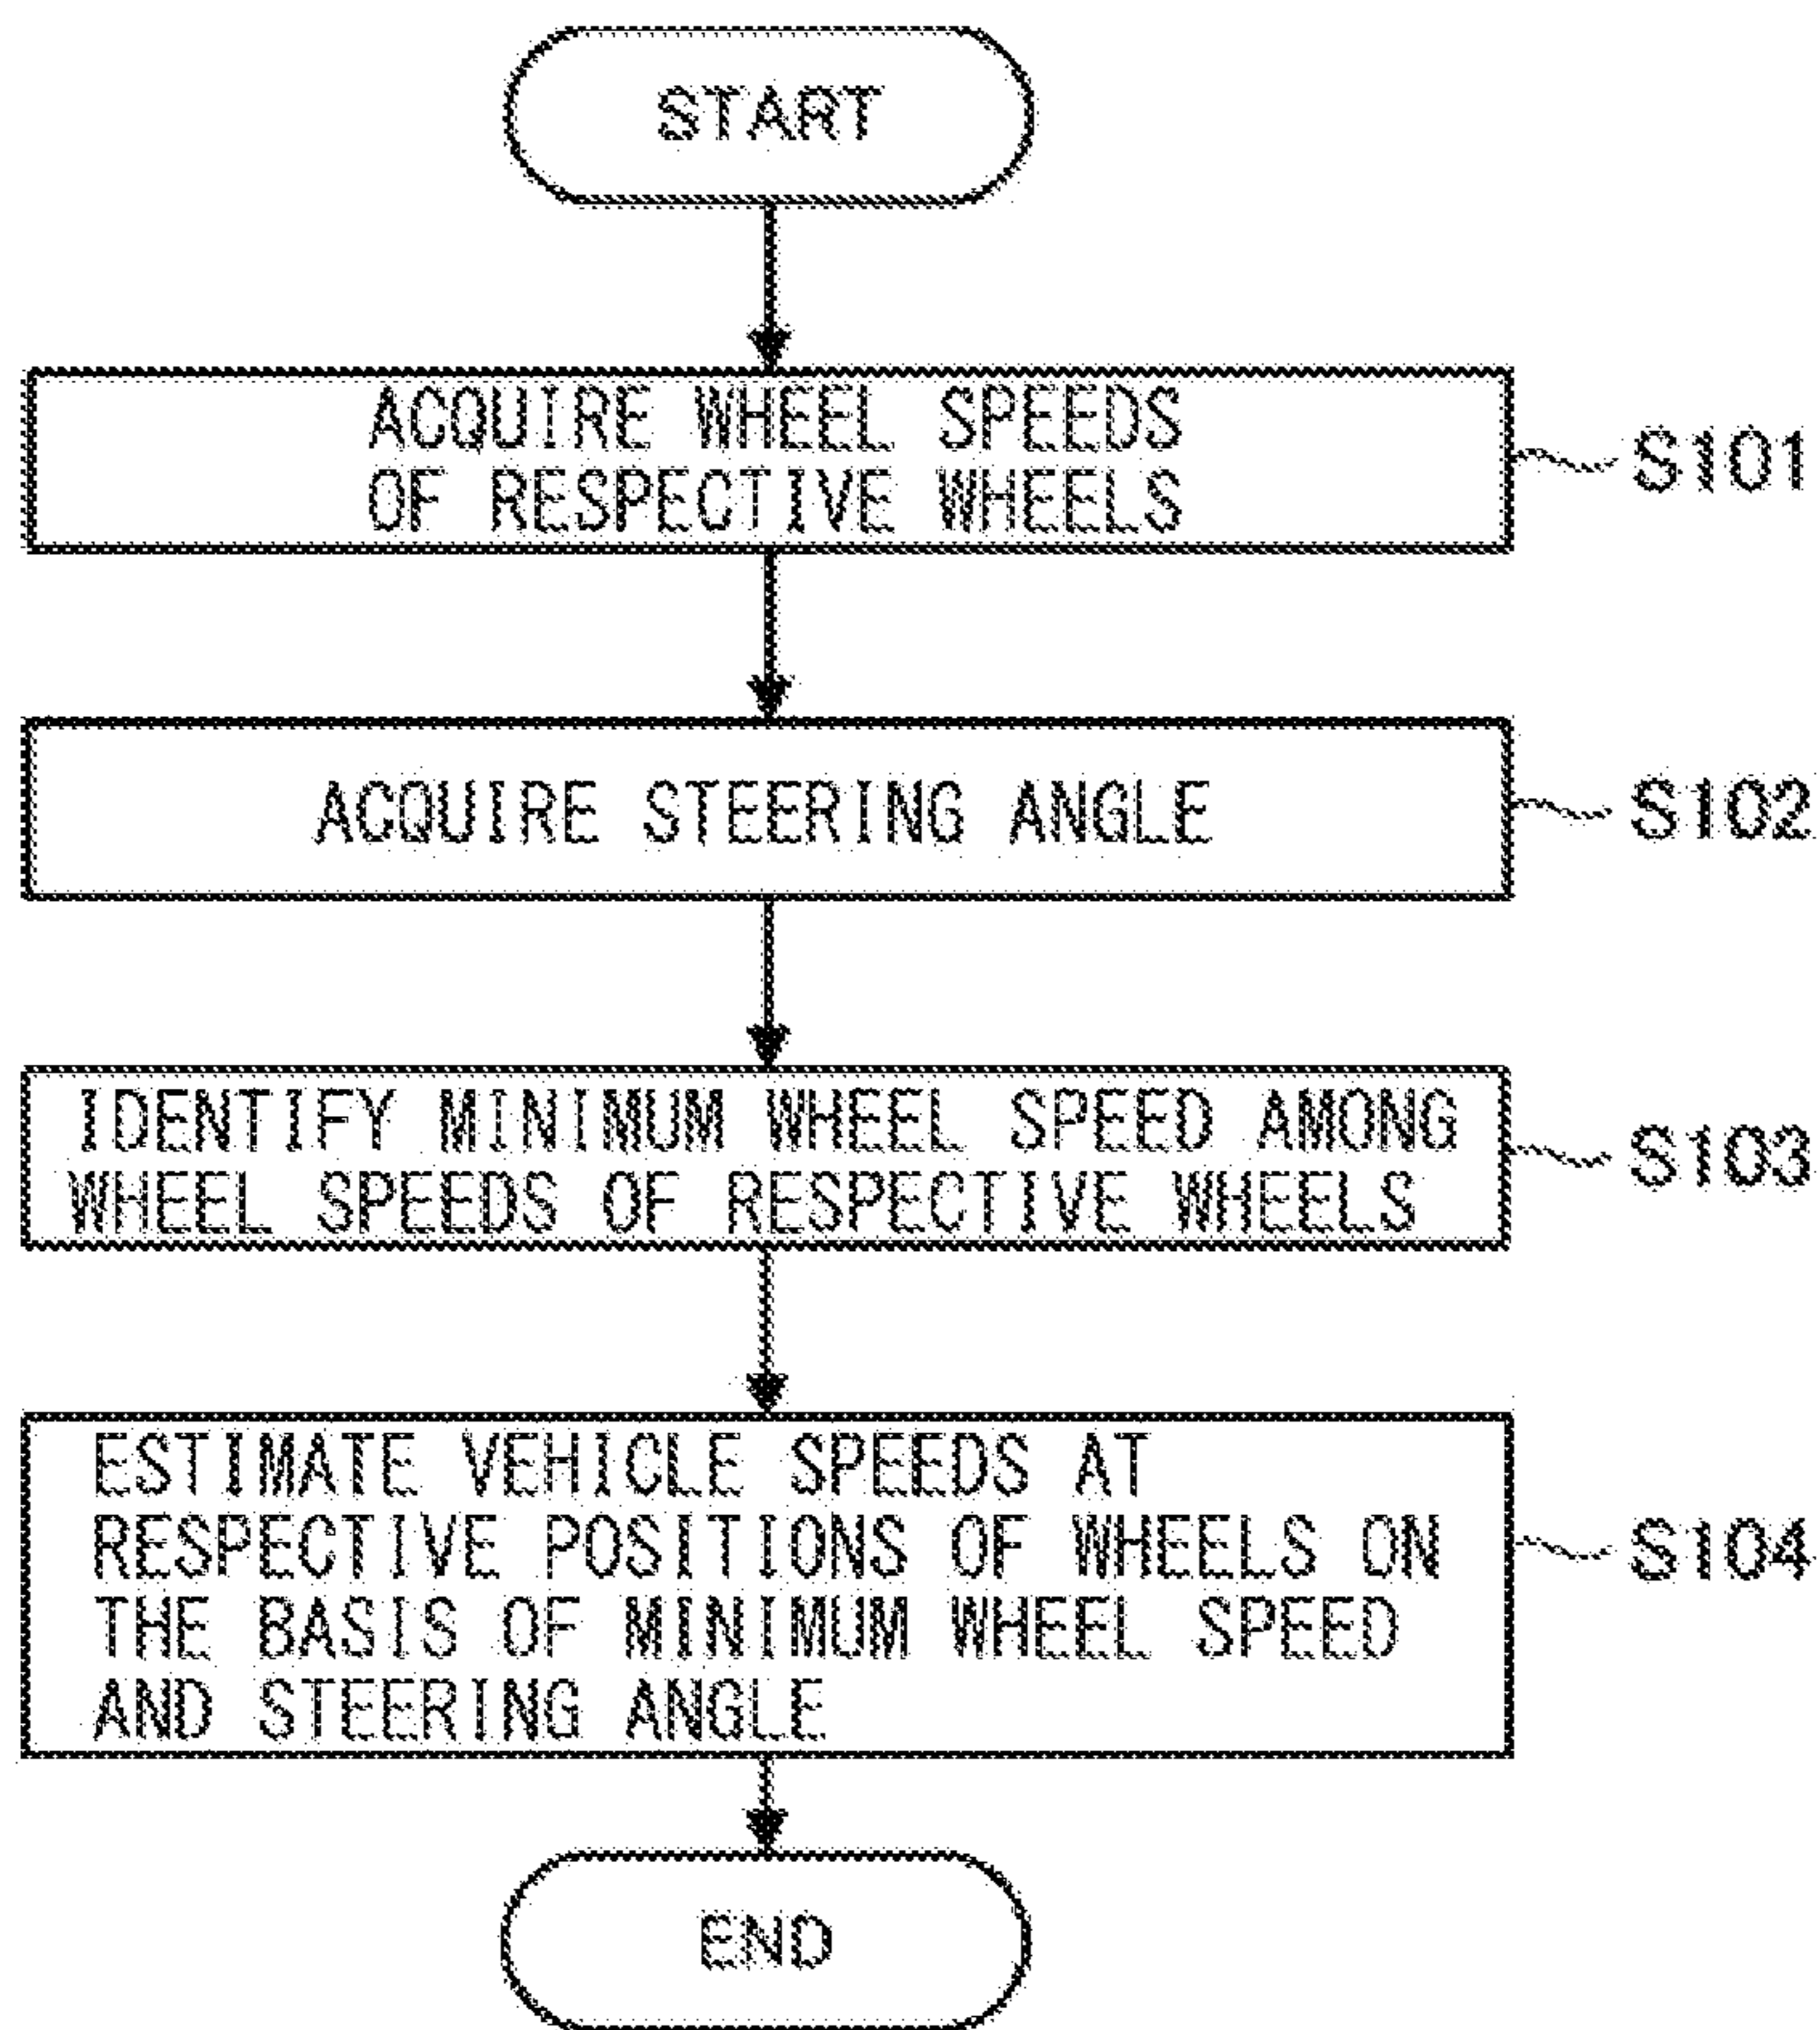 START
ACQUIRE WHEEL SPEEDS
OF RESPECTIVE WHEELS
S101
ACQUIRE STEERING ANGLE
S102
IDENTIFY MINIMUM WHEEL SPEED AMONG
WHEEL SPEEDS OF RESPECTIVE WHEELS
S103
ESTIMATE VEHICLE SPEEDS AT
RESPECTIVE POSITIONS OF WHEELS ON
THE BASIS OF MINIMUM WHEEL SPEED
AND STEERING ANGLE
S104
END